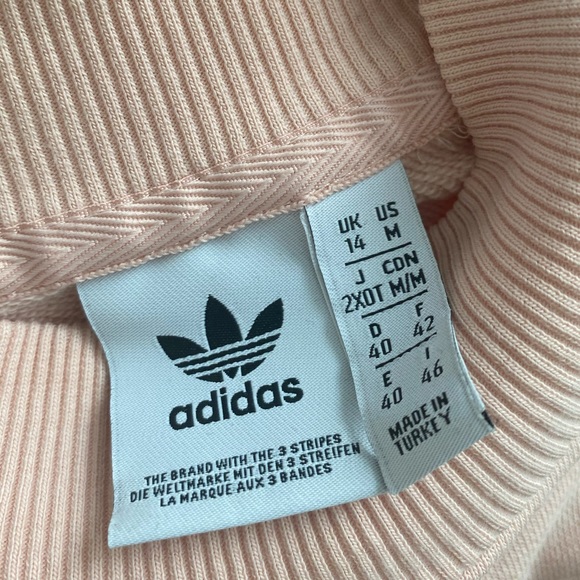 adidas
THE BRAND WITH THE 3 STRIPES
DIE WELTMARKE MIT DEN 3 STREIFEN
LA MARQUE AUX 3 BANDES
UK US
14 M
J CDN
2XOT M/M
D F
40 42
E I
40 46
MADE IN
TURKEY